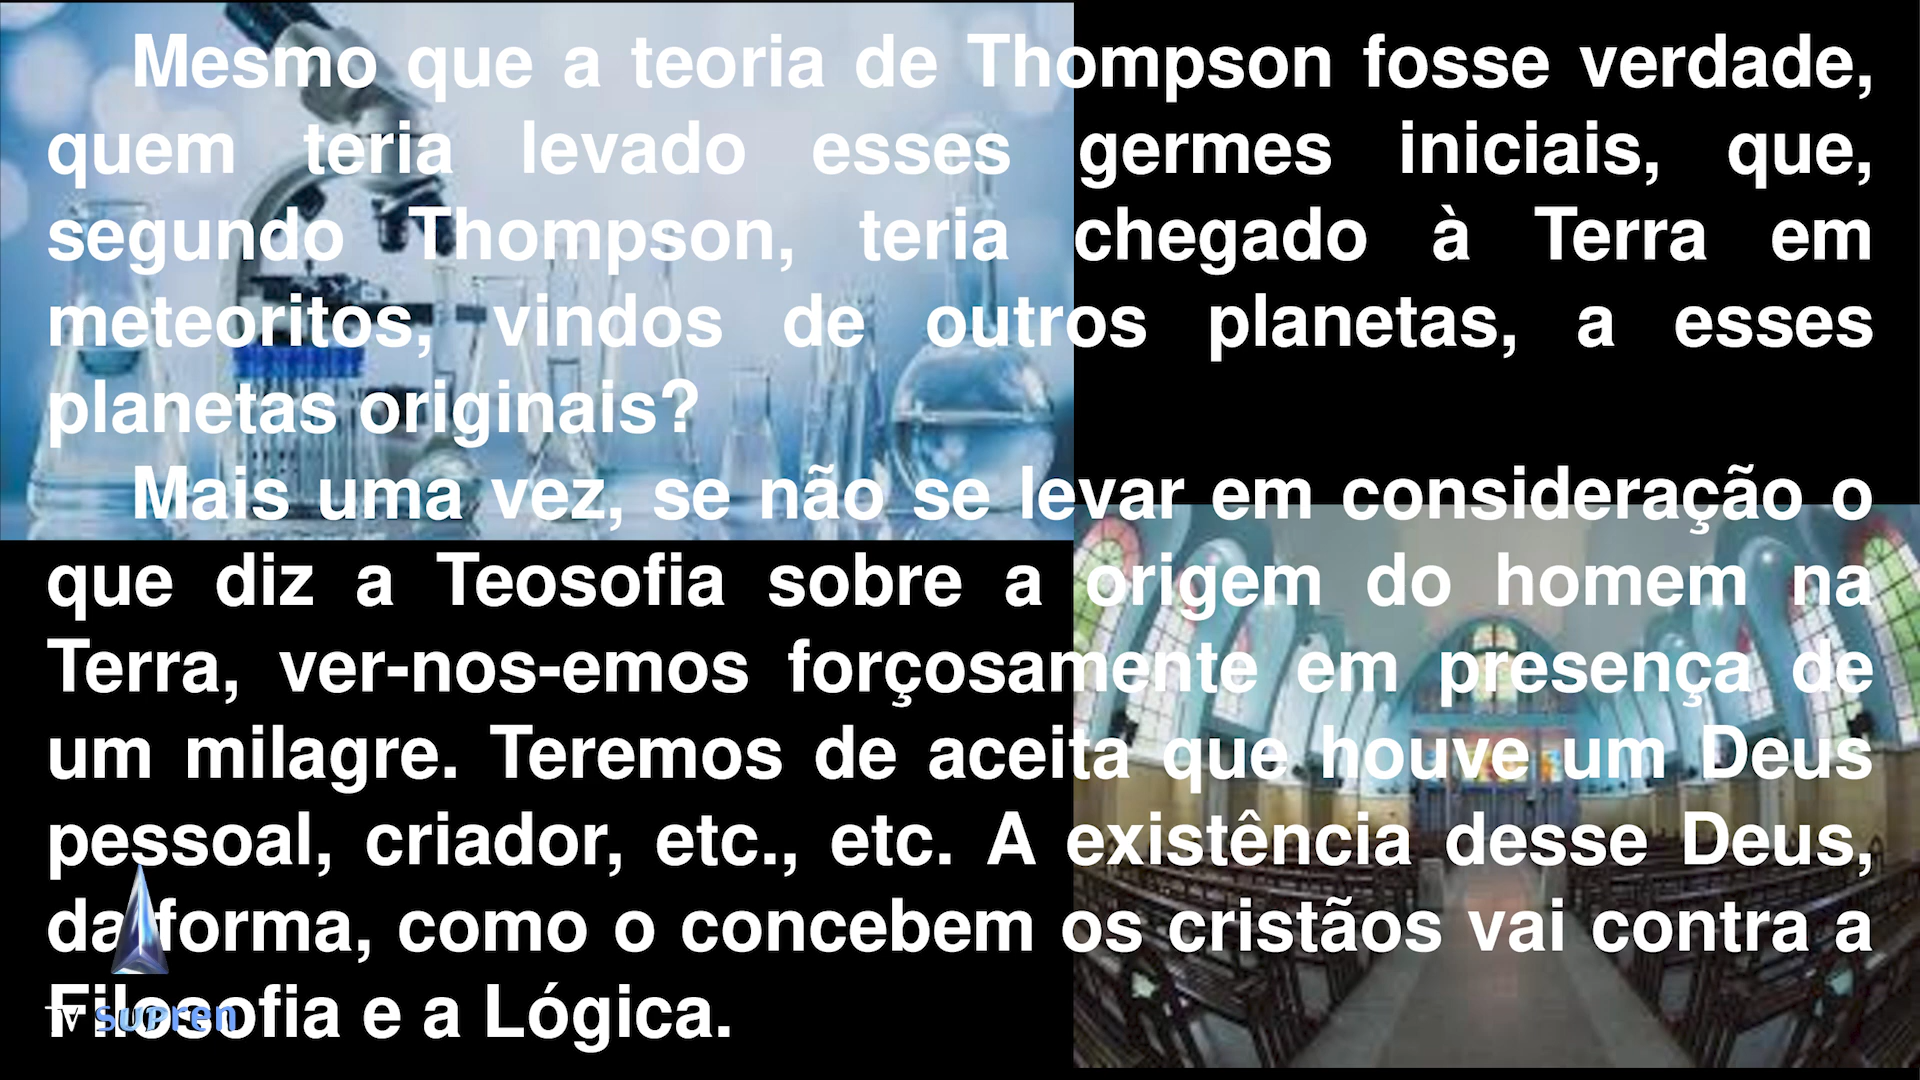 Mesmo que a teoria de Thompson fosse verdade,
quem teria levado esses germes iniciais, que,
segundo Thompson, teria chegado à Terra em
meteoritos, vindos de outros planetas, a esses
planetas originais?
Mais uma vez, se não se levar em consideração o
que diz a Teosofia sobre a origem do homem na
Terra, ver-nos-emos forçosamente em presença de
um milagre. Teremos de aceita que houve um Deus
pessoal, criador, etc., etc. A existência desse Deus,
da forma, como o concebem os cristãos vai contra a
Filosofia e a Lógica.
TV SUPren